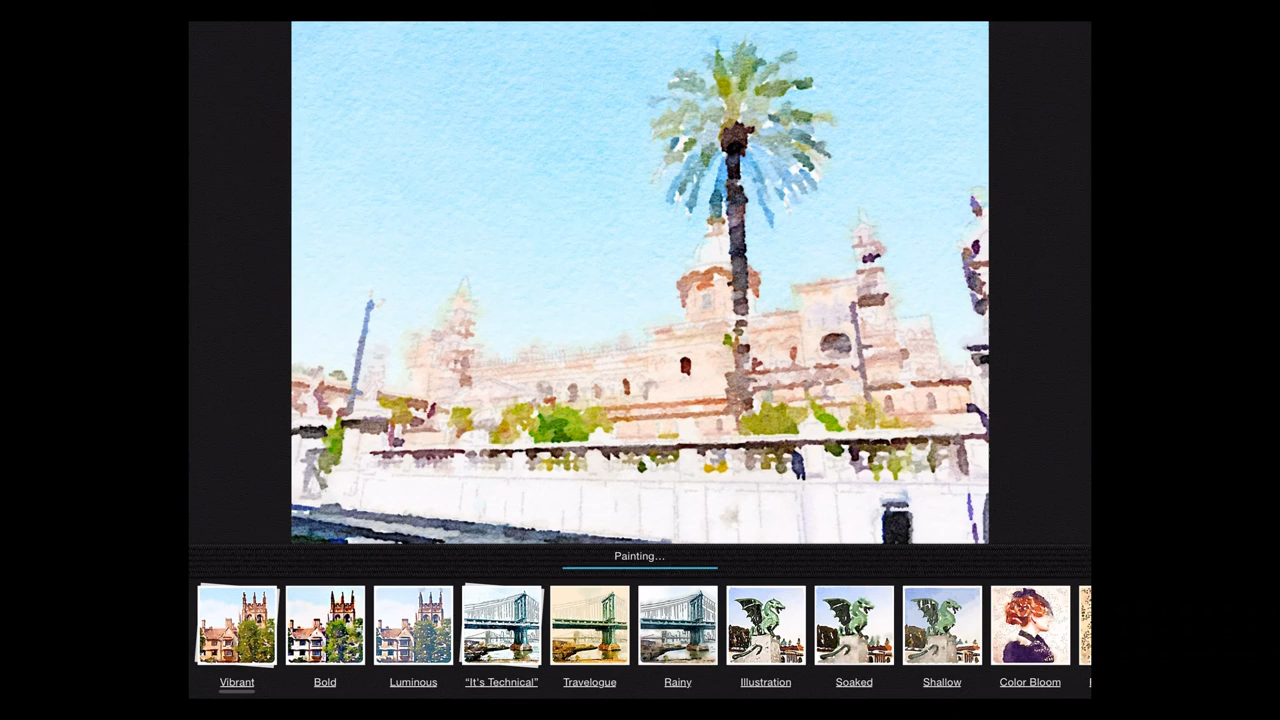 Painting...
Vibrant
Bold
Luminous
“It's Technical”
Travelogue
Rainy
Illustration
Soaked
Shallow
Color Bloom